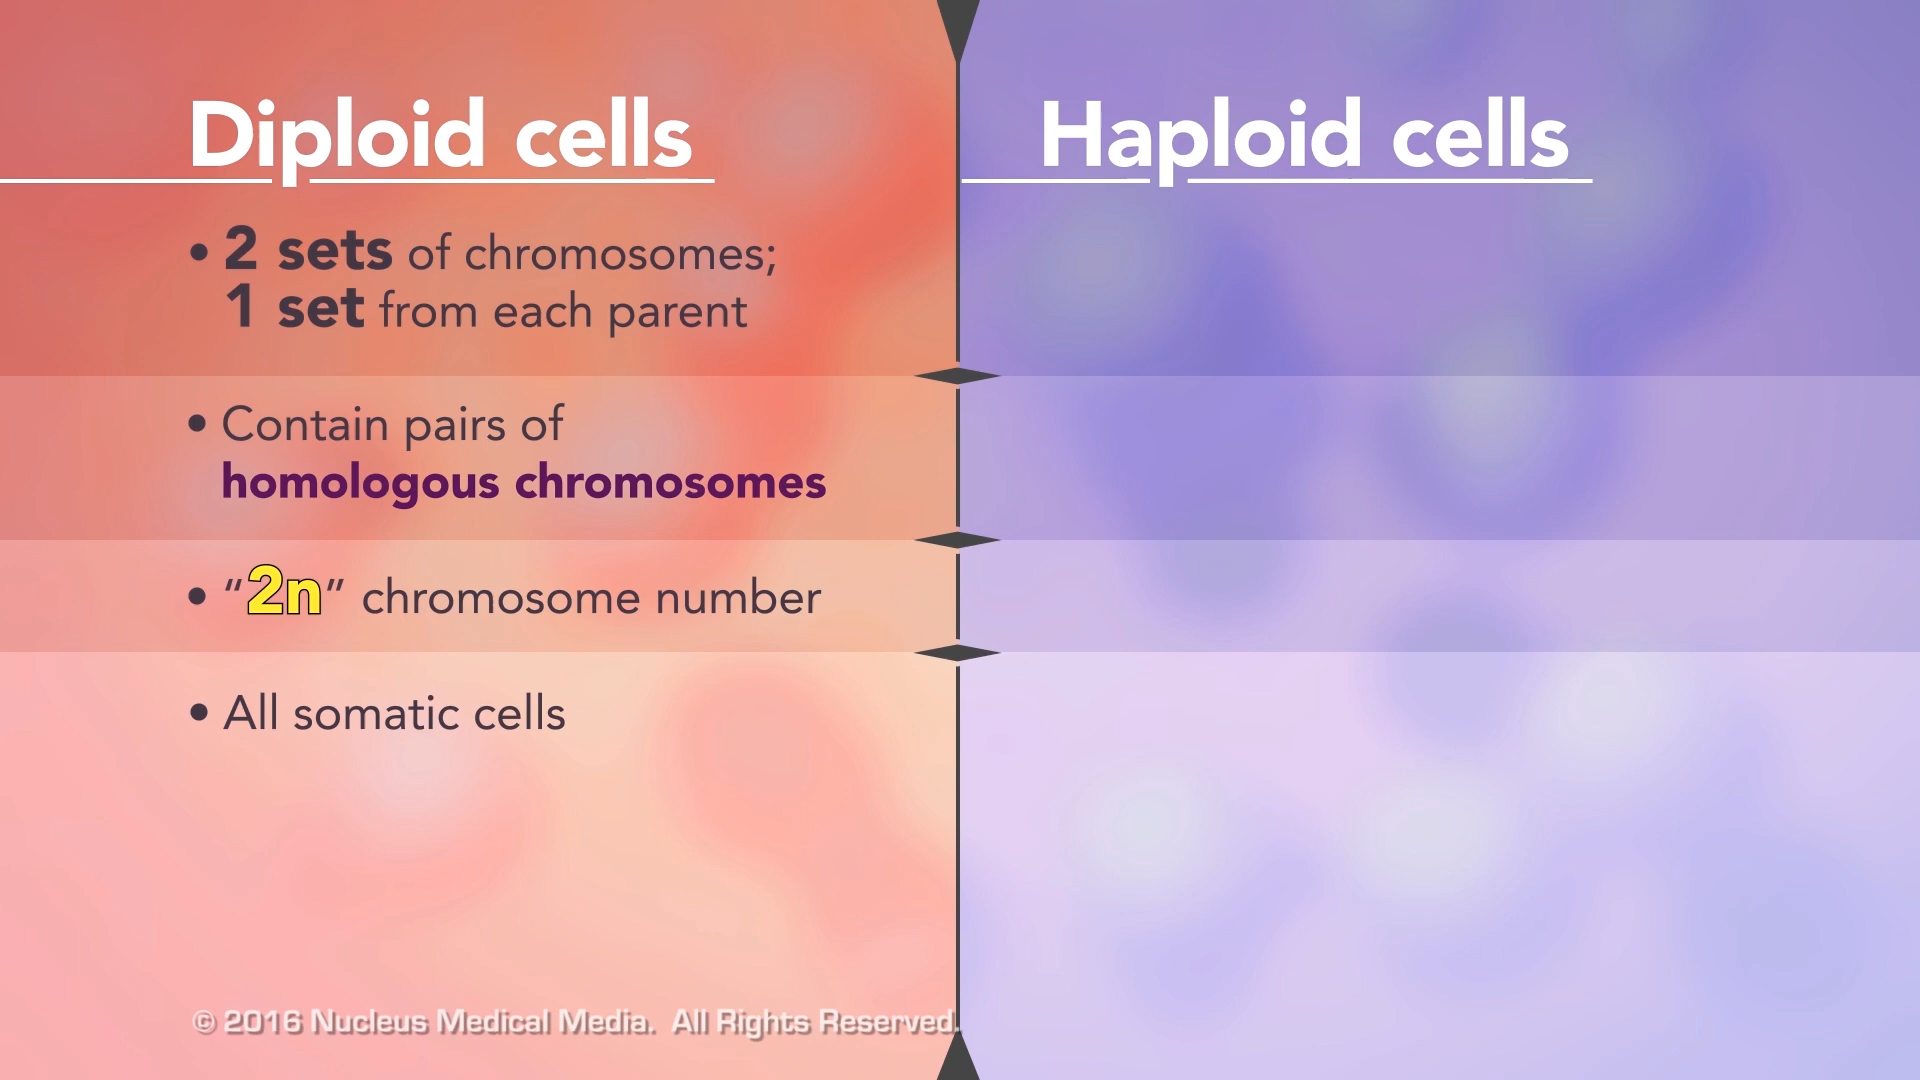 Diploid cells
• 2 sets of chromosomes;
1 set from each parent
• Contain pairs of
homologous chromosomes
• “2n” chromosome number
• All somatic cells
Haploid cells
© 2016 Nucleus Medical Media. All Rights Reserved.